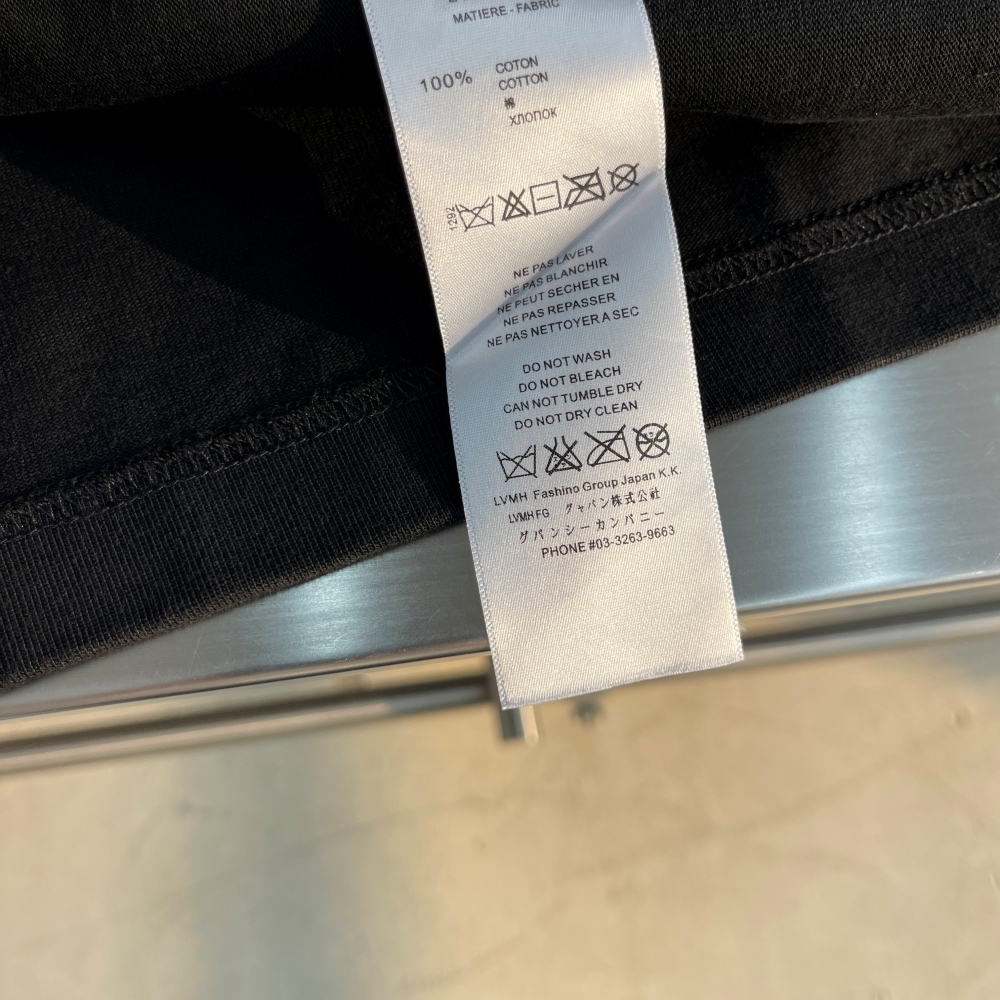 MATIERE - FABRIC
100% COTON
COTTON
棉
ХЛОПОК
1292
NE PAS LAVER
NE PAS BLANCHIR
NE PEUT SECHER EN
NE PAS REPASSER
NE PAS NETTOYER A SEC
DO NOT WASH
DO NOT BLEACH
CAN NOT TUMBLE DRY
DO NOT DRY CLEAN
LVMH Fashino Group Japan K.K.
LVMH FG グャパン株式公社
グパンシーカンパニー
PHONE #03-3263-9663